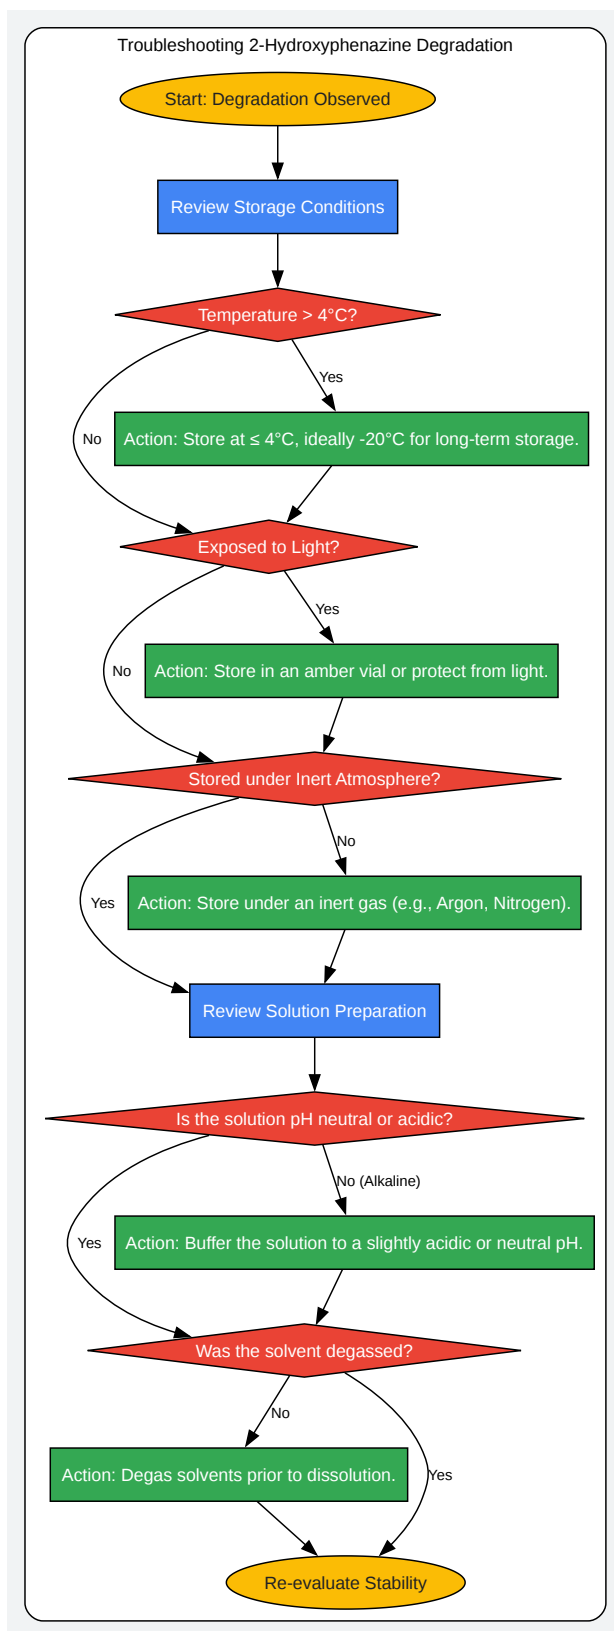 Troubleshooting 2-Hydroxyphenazine Degradation
Start: Degradation Observed
Review Storage Conditions
Temperature > 4°C?
Yes
No
Action: Store at ≤ 4°C, ideally -20°C for long-term storage.
Exposed to Light?
Yes
No
Action: Store in an amber vial or protect from light.
Stored under Inert Atmosphere?
No
Yes
Action: Store under an inert gas (e.g., Argon, Nitrogen).
Review Solution Preparation
Is the solution pH neutral or acidic?
No (Alkaline)
Yes
Action: Buffer the solution to a slightly acidic or neutral pH.
Was the solvent degassed?
No
Action: Degas solvents prior to dissolution.
Yes
Re-evaluate Stability